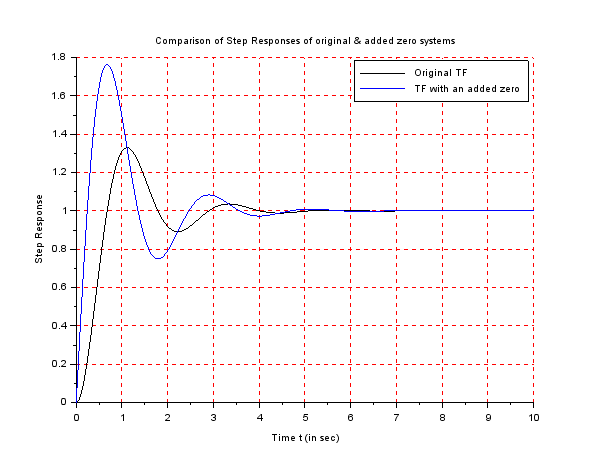 Comparison of Step Responses of original & added zero systems
Original TF
TF with an added zero
Step Response
1.8
1.6
1.4
1.2
1
0.8
0.6
0.4
0.2
0
0 1 2 3 4 5 6 7 8 9 10
Time t (in sec)